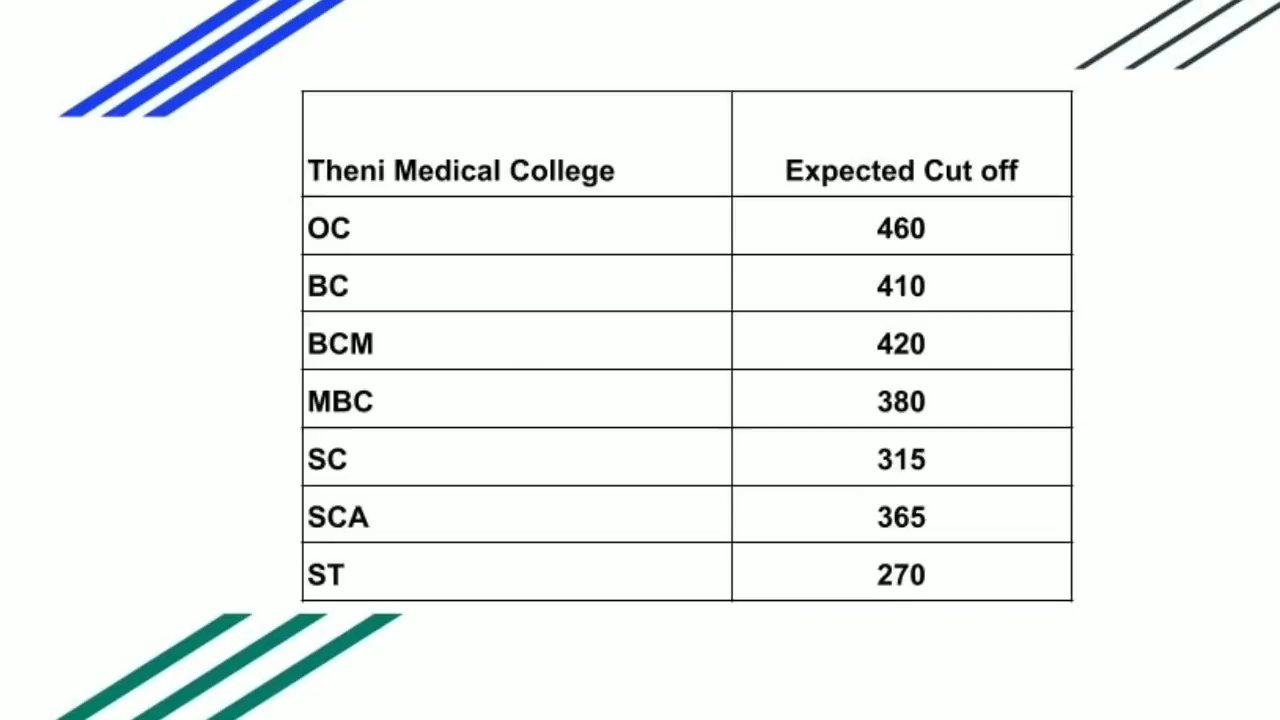 Theni Medical College Expected Cut off
OC 460
BC 410
BCM 420
MBC 380
SC 315
SCA 365
ST 270